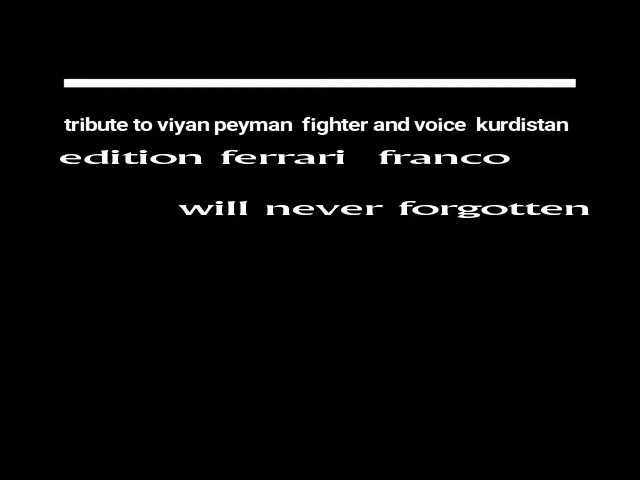 tribute to viyan peyman fighter and voice kurdistan
edition ferrari franco
will never forgotten